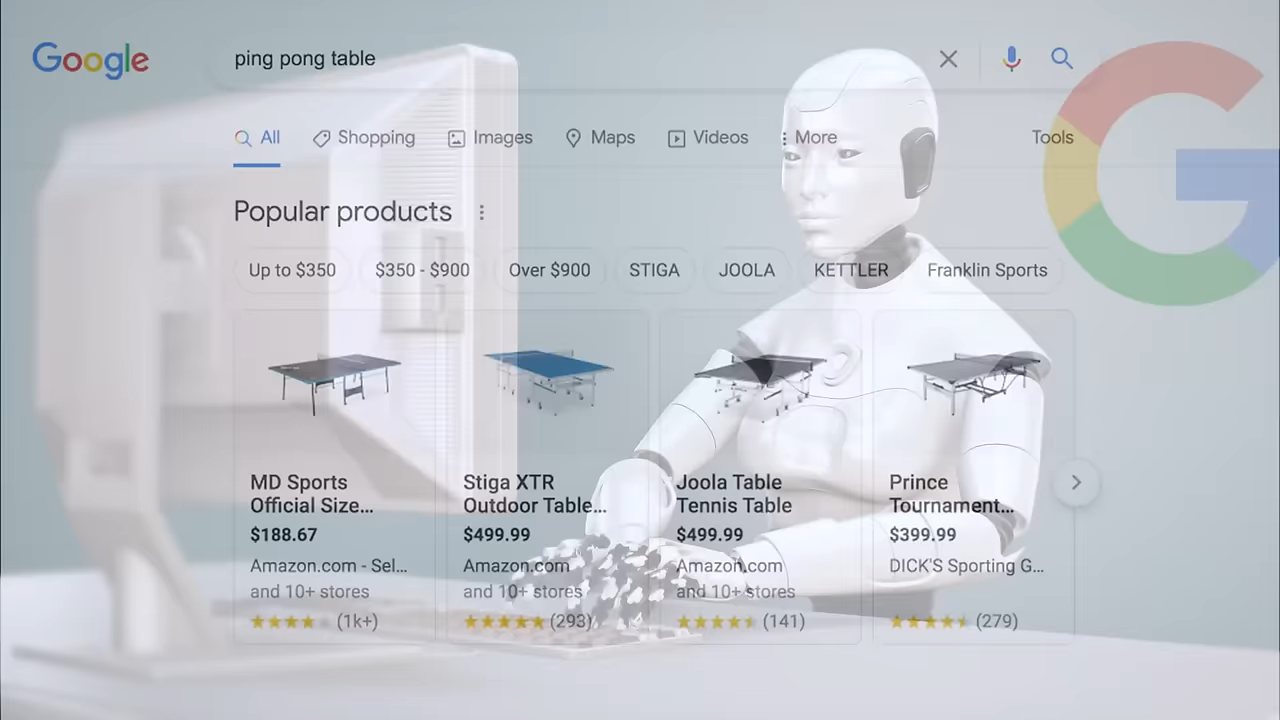 Google
ping pong table
All Shopping Images Maps Videos More Tools
Popular products
Up to $350 $350 - $900 Over $900 STIGA JOOLA KETTLER Franklin Sports
MD Sports
Official Size...
$188.67
Amazon.com - Sel...
and 10+ stores
(1k+)
Stiga XTR
Outdoor Table...
$499.99
Amazon.com
and 10+ stores
(293)
Joola Table
Tennis Table
$499.99
Amazon.com
and 10+ stores
(141)
Prince
Tournament...
$399.99
DICK'S Sporting G...
(279)
G